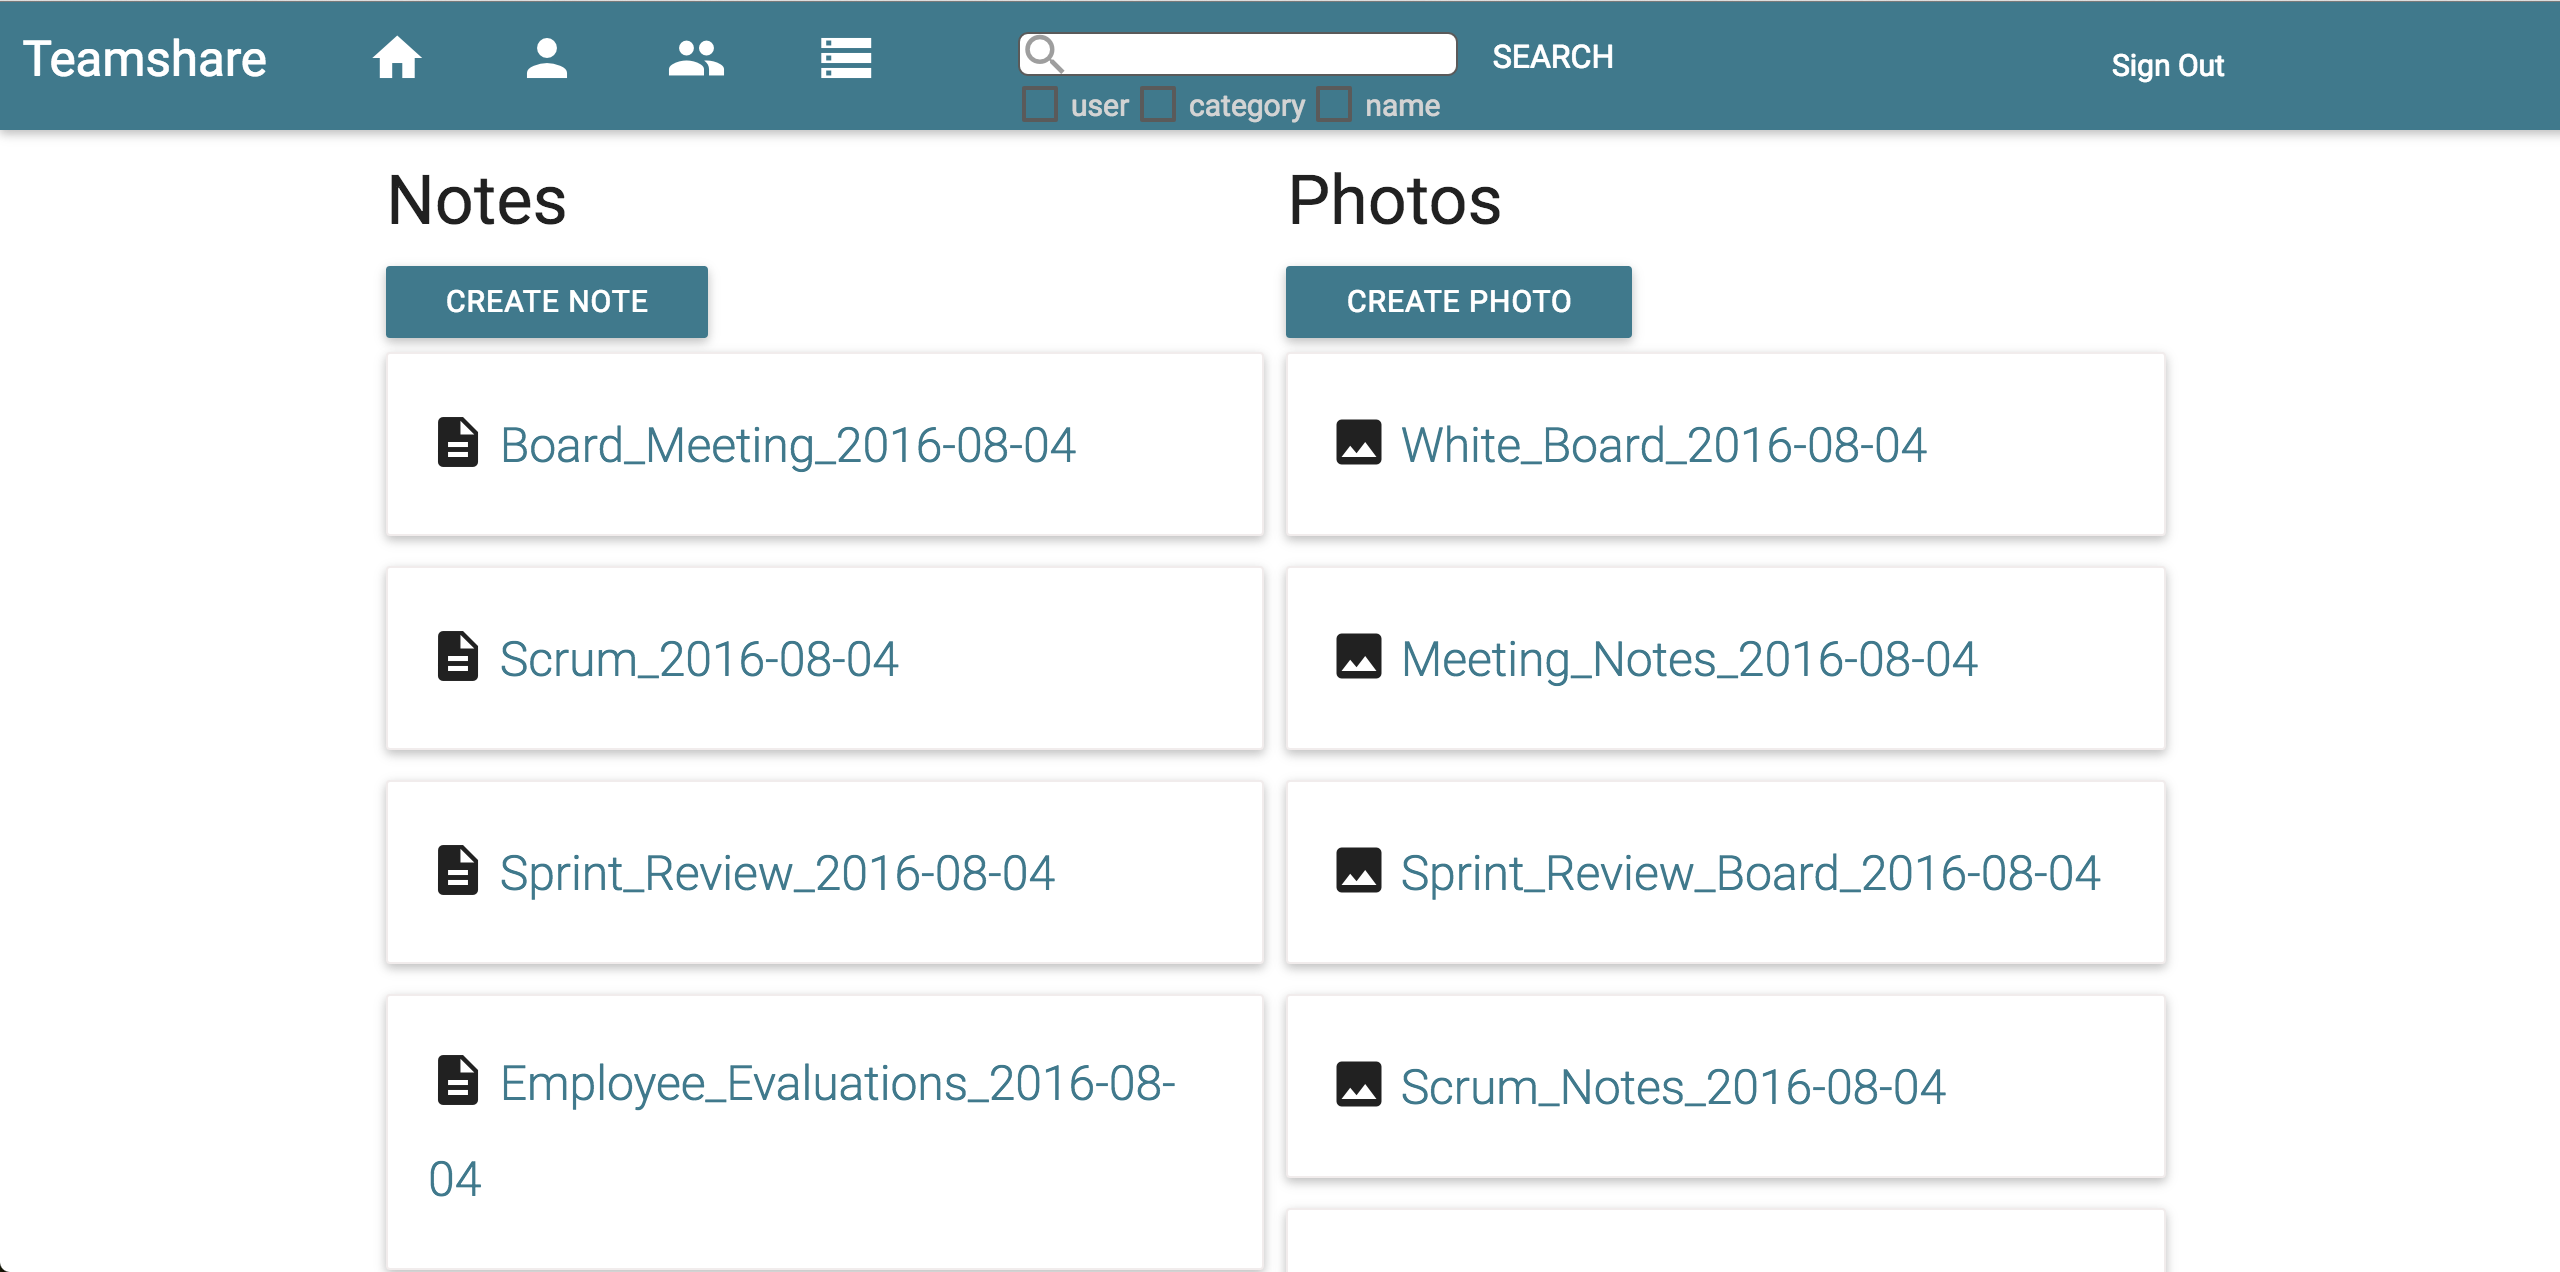 Teamshare
SEARCH
Sign Out
user category name
Notes
CREATE NOTE
Board_Meeting_2016-08-04
Scrum_2016-08-04
Sprint_Review_2016-08-04
Employee_Evaluations_2016-08-
04
Photos
CREATE PHOTO
White_Board_2016-08-04
Meeting_Notes_2016-08-04
Sprint_Review_Board_2016-08-04
Scrum_Notes_2016-08-04